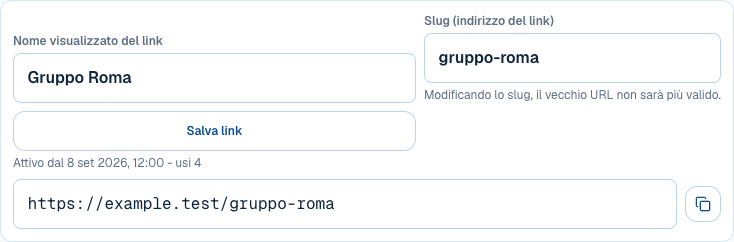 Nome visualizzato del link
Gruppo Roma
Slug (indirizzo del link)
gruppo-roma
Modificando lo slug, il vecchio URL non sarà più valido.
Salva link
Attivo dal 8 set 2026, 12:00 - usi 4
https://example.test/gruppo-roma